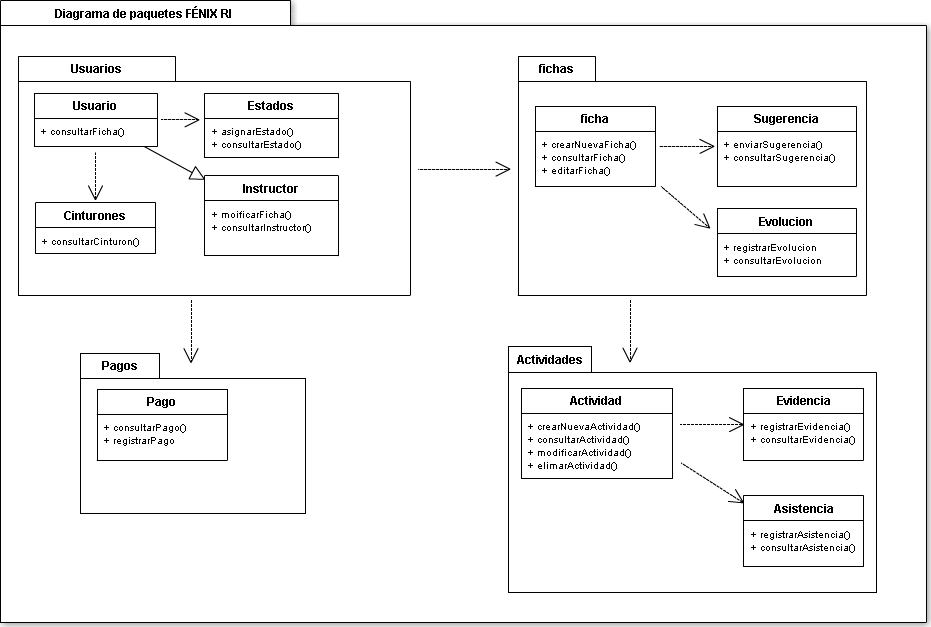 Diagrama de paquetes FÉNIX RI
Usuarios
Usuario
+ consultarFicha()
Estados
+ asignarEstado()
+ consultarEstado()
Instructor
+ moificarFicha()
+ consultarInstructor()
Cinturones
+ consultarCinturon()
fichas
ficha
+ crearNuevaFicha()
+ consultarFicha()
+ editarFicha()
Sugerencia
+ enviarSugerencia()
+ consultarSugerencia()
Evolucion
+ registrarEvolucion
+ consultarEvolucion
Pagos
Pago
+ consultarPago()
+ registrarPago
Actividades
Actividad
+ crearNuevaActividad()
+ consultarActividad()
+ modificarActividad()
+ elimarActividad()
Evidencia
+ registrarEvidencia()
+ consultarEvidencia()
Asistencia
+ registrarAsistencia()
+ consultarAsistencia()